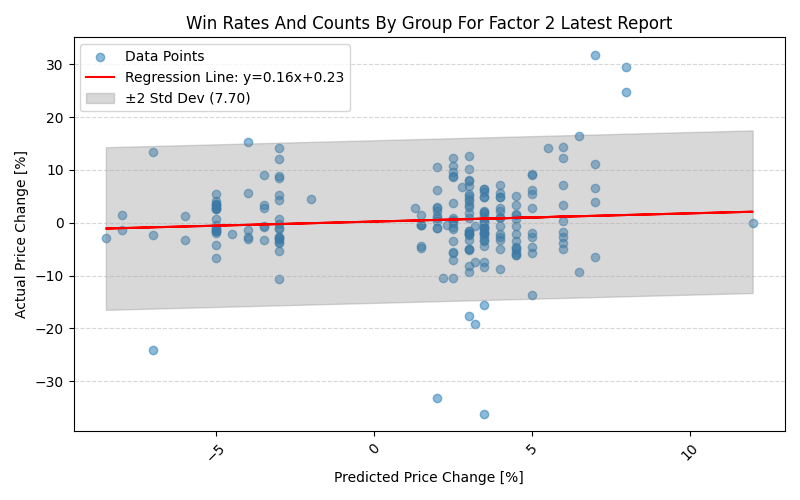 Win Rates And Counts By Group For Factor 2 Latest Report
Data Points
Regression Line: y=0.16x+0.23
±2 Std Dev (7.70)
Actual Price Change [%]
30
20
10
0
−10
−20
−30
−5
0
5
10
Predicted Price Change [%]